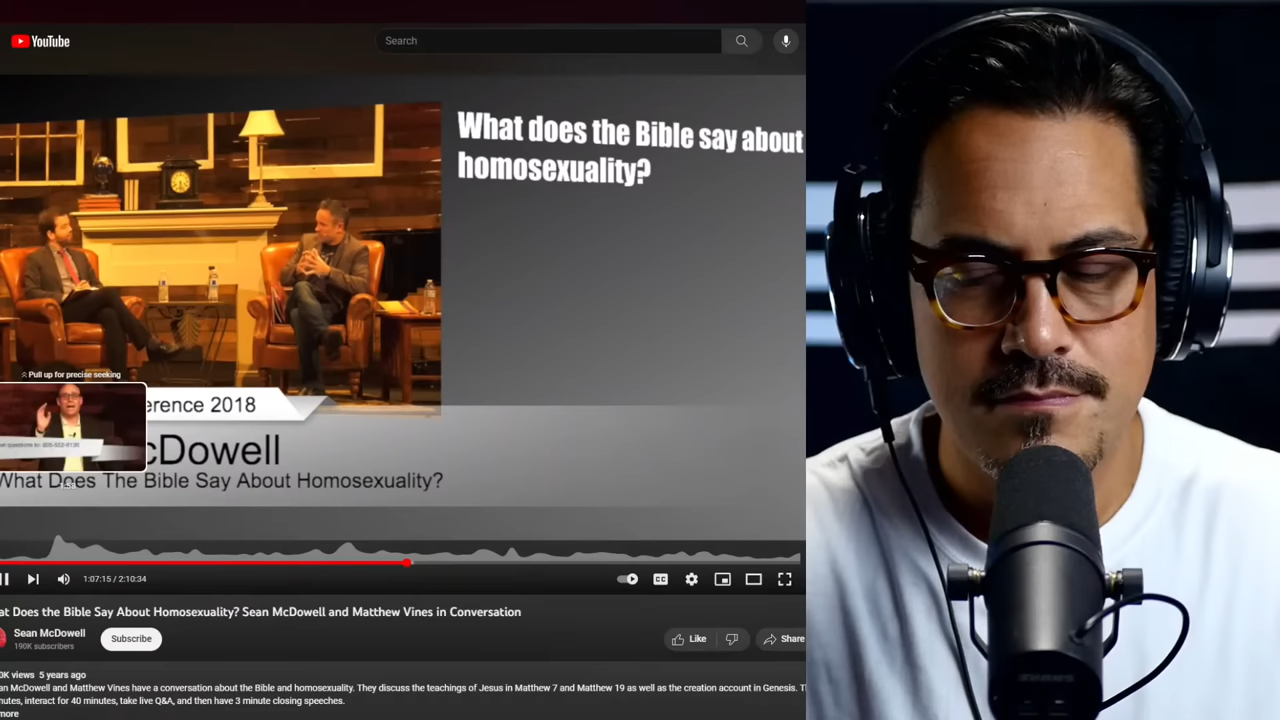 YouTube
Search
What does the Bible say about
homosexuality?
Pull up for precise seeking
erence 2018
cDowell
What Does The Bible Say About Homosexuality?
1:07:15 / 2:10:34
CC
at Does the Bible Say About Homosexuality? Sean McDowell and Matthew Vines in Conversation
Sean McDowell
190K subscribers
Subscribe
Like
Share
0K views 5 years ago
an McDowell and Matthew Vines have a conversation about the Bible and homosexuality. They discuss the teachings of Jesus in Matthew 7 and Matthew 19 as well as the creation account in Genesis. T
nutes, interact for 40 minutes, take live Q&A, and then have 3 minute closing speeches.
more